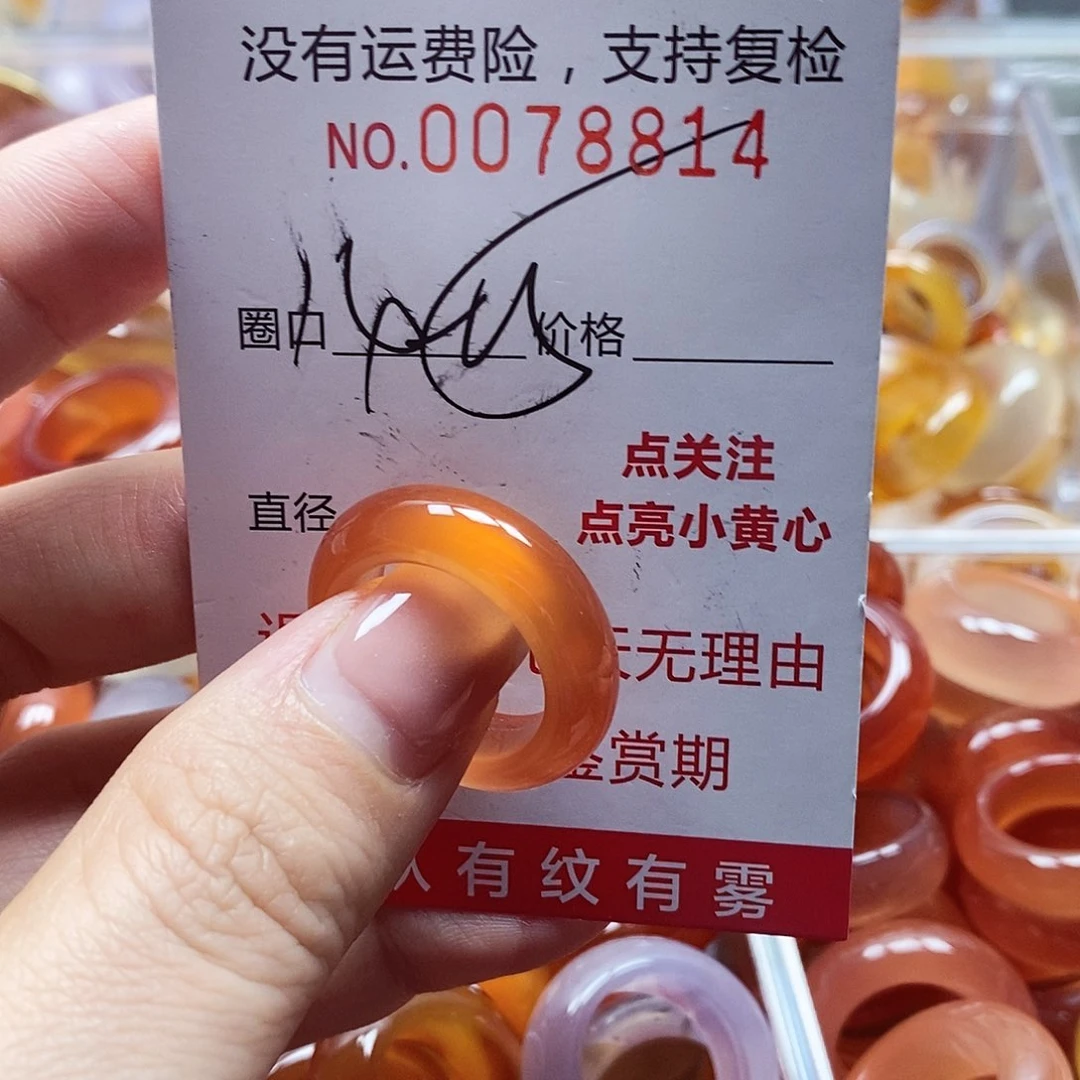 没有运费险，支持复检
NO.0078814
圈口 价格
点关注
直径
点亮小黄心
天无理由
鉴赏期
有纹有雾